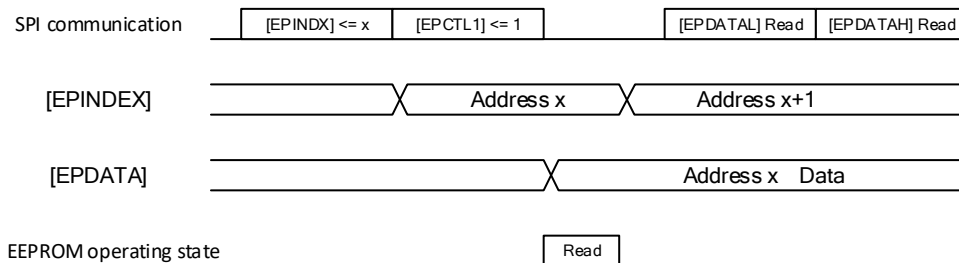 SPI communication [EPINDX] <= x [EPCTL1] <= 1 [EPDATAL] Read [EPDATAH] Read
[EPINDEX] Address x Address x+1
[EPDATA] Address x Data
EEPROM operating state Read